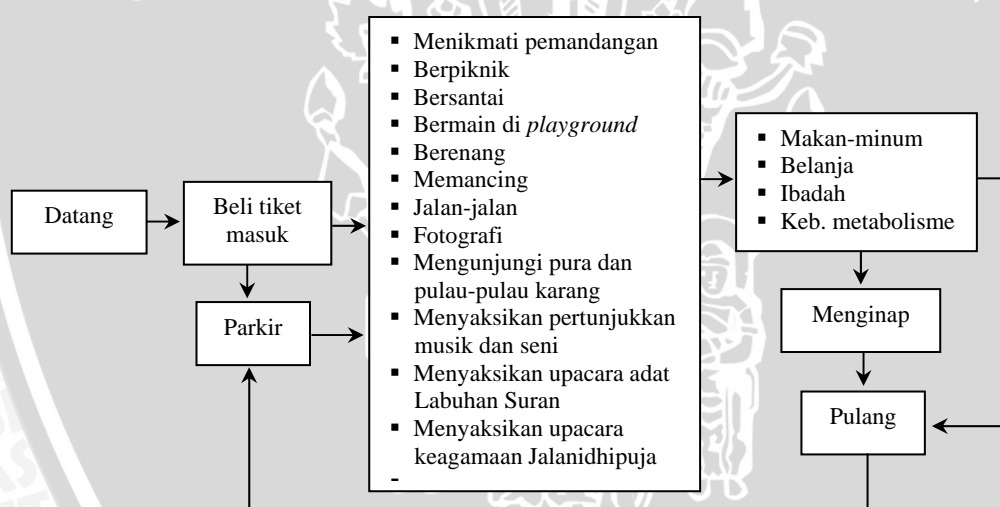 Datang
Beli tiket
masuk
Parkir
▪ Menikmati pemandangan
▪ Berpiknik
▪ Bersantai
▪ Bermain di playground
▪ Berenang
▪ Memancing
▪ Jalan-jalan
▪ Fotografi
▪ Mengunjungi pura dan
pulau-pulau karang
▪ Menyaksikan pertunjukkan
musik dan seni
▪ Menyaksikan upacara adat
Labuhan Suran
▪ Menyaksikan upacara
keagamaan Jalanidhipuja
-
▪ Makan-minum
▪ Belanja
▪ Ibadah
▪ Keb. metabolisme
Menginap
Pulang